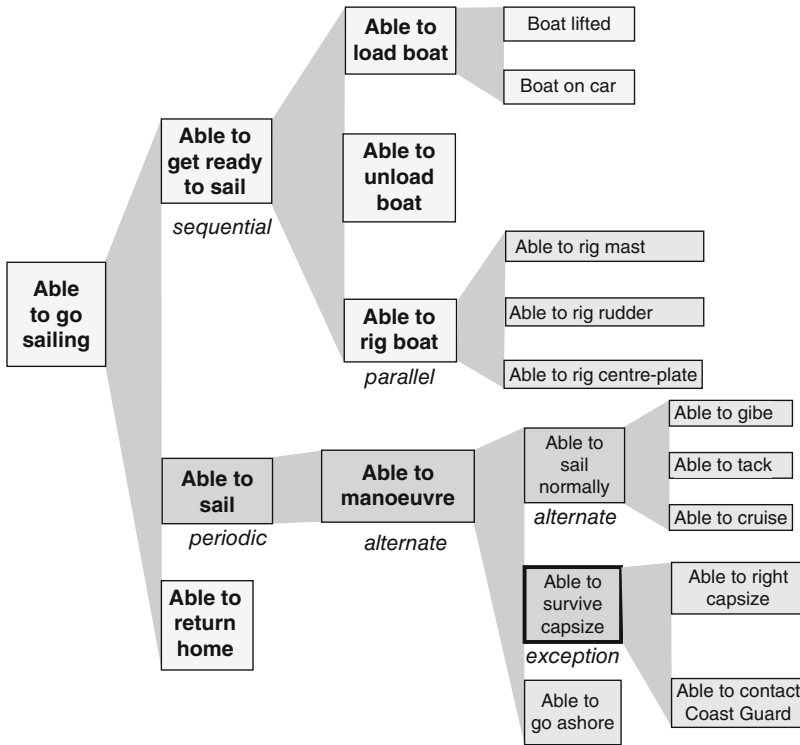 Able to
go sailing
Able to
get ready
to sail
sequential
Able to
load boat
Boat lifted
Boat on car
Able to
unload
boat
Able to
rig boat
parallel
Able to rig mast
Able to rig rudder
Able to rig centre-plate
Able to
sail
periodic
Able to
manoeuvre
alternate
Able to
sail
normally
alternate
Able to gibe
Able to tack
Able to cruise
Able to
survive
capsize
exception
Able to right
capsize
Able to contact
Coast Guard
Able to
go ashore
Able to
return
home